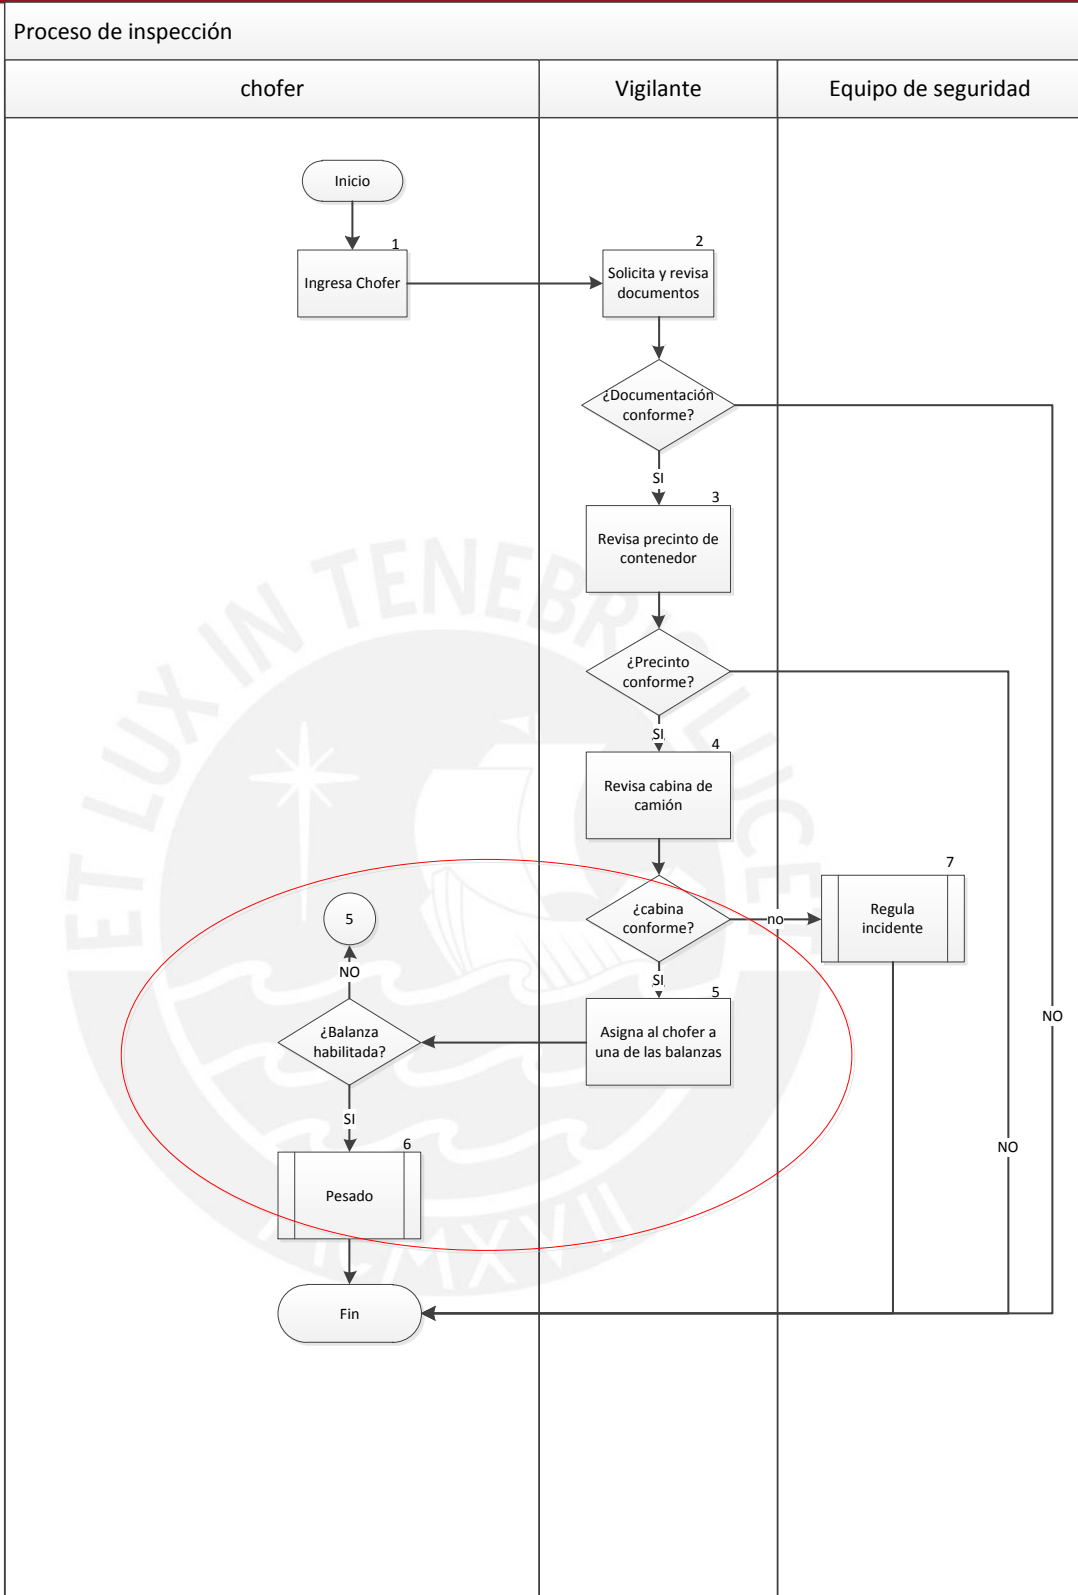 Proceso de inspección
chofer
Vigilante
Equipo de seguridad
Inicio
1
Ingresa Chofer
2
Solicita y revisa
documentos
¿Documentación
conforme?
SI
3
Revisa precinto de
contenedor
¿Precinto
conforme?
SI
4
Revisa cabina de
camión
¿cabina
conforme?
no
7
Regula
incidente
SI
5
Asigna al chofer a
una de las balanzas
5
NO
¿Balanza
habilitada?
SI
6
Pesado
NO
NO
Fin
ET LUX IN TENEBRIS LUCET
MCMXVII